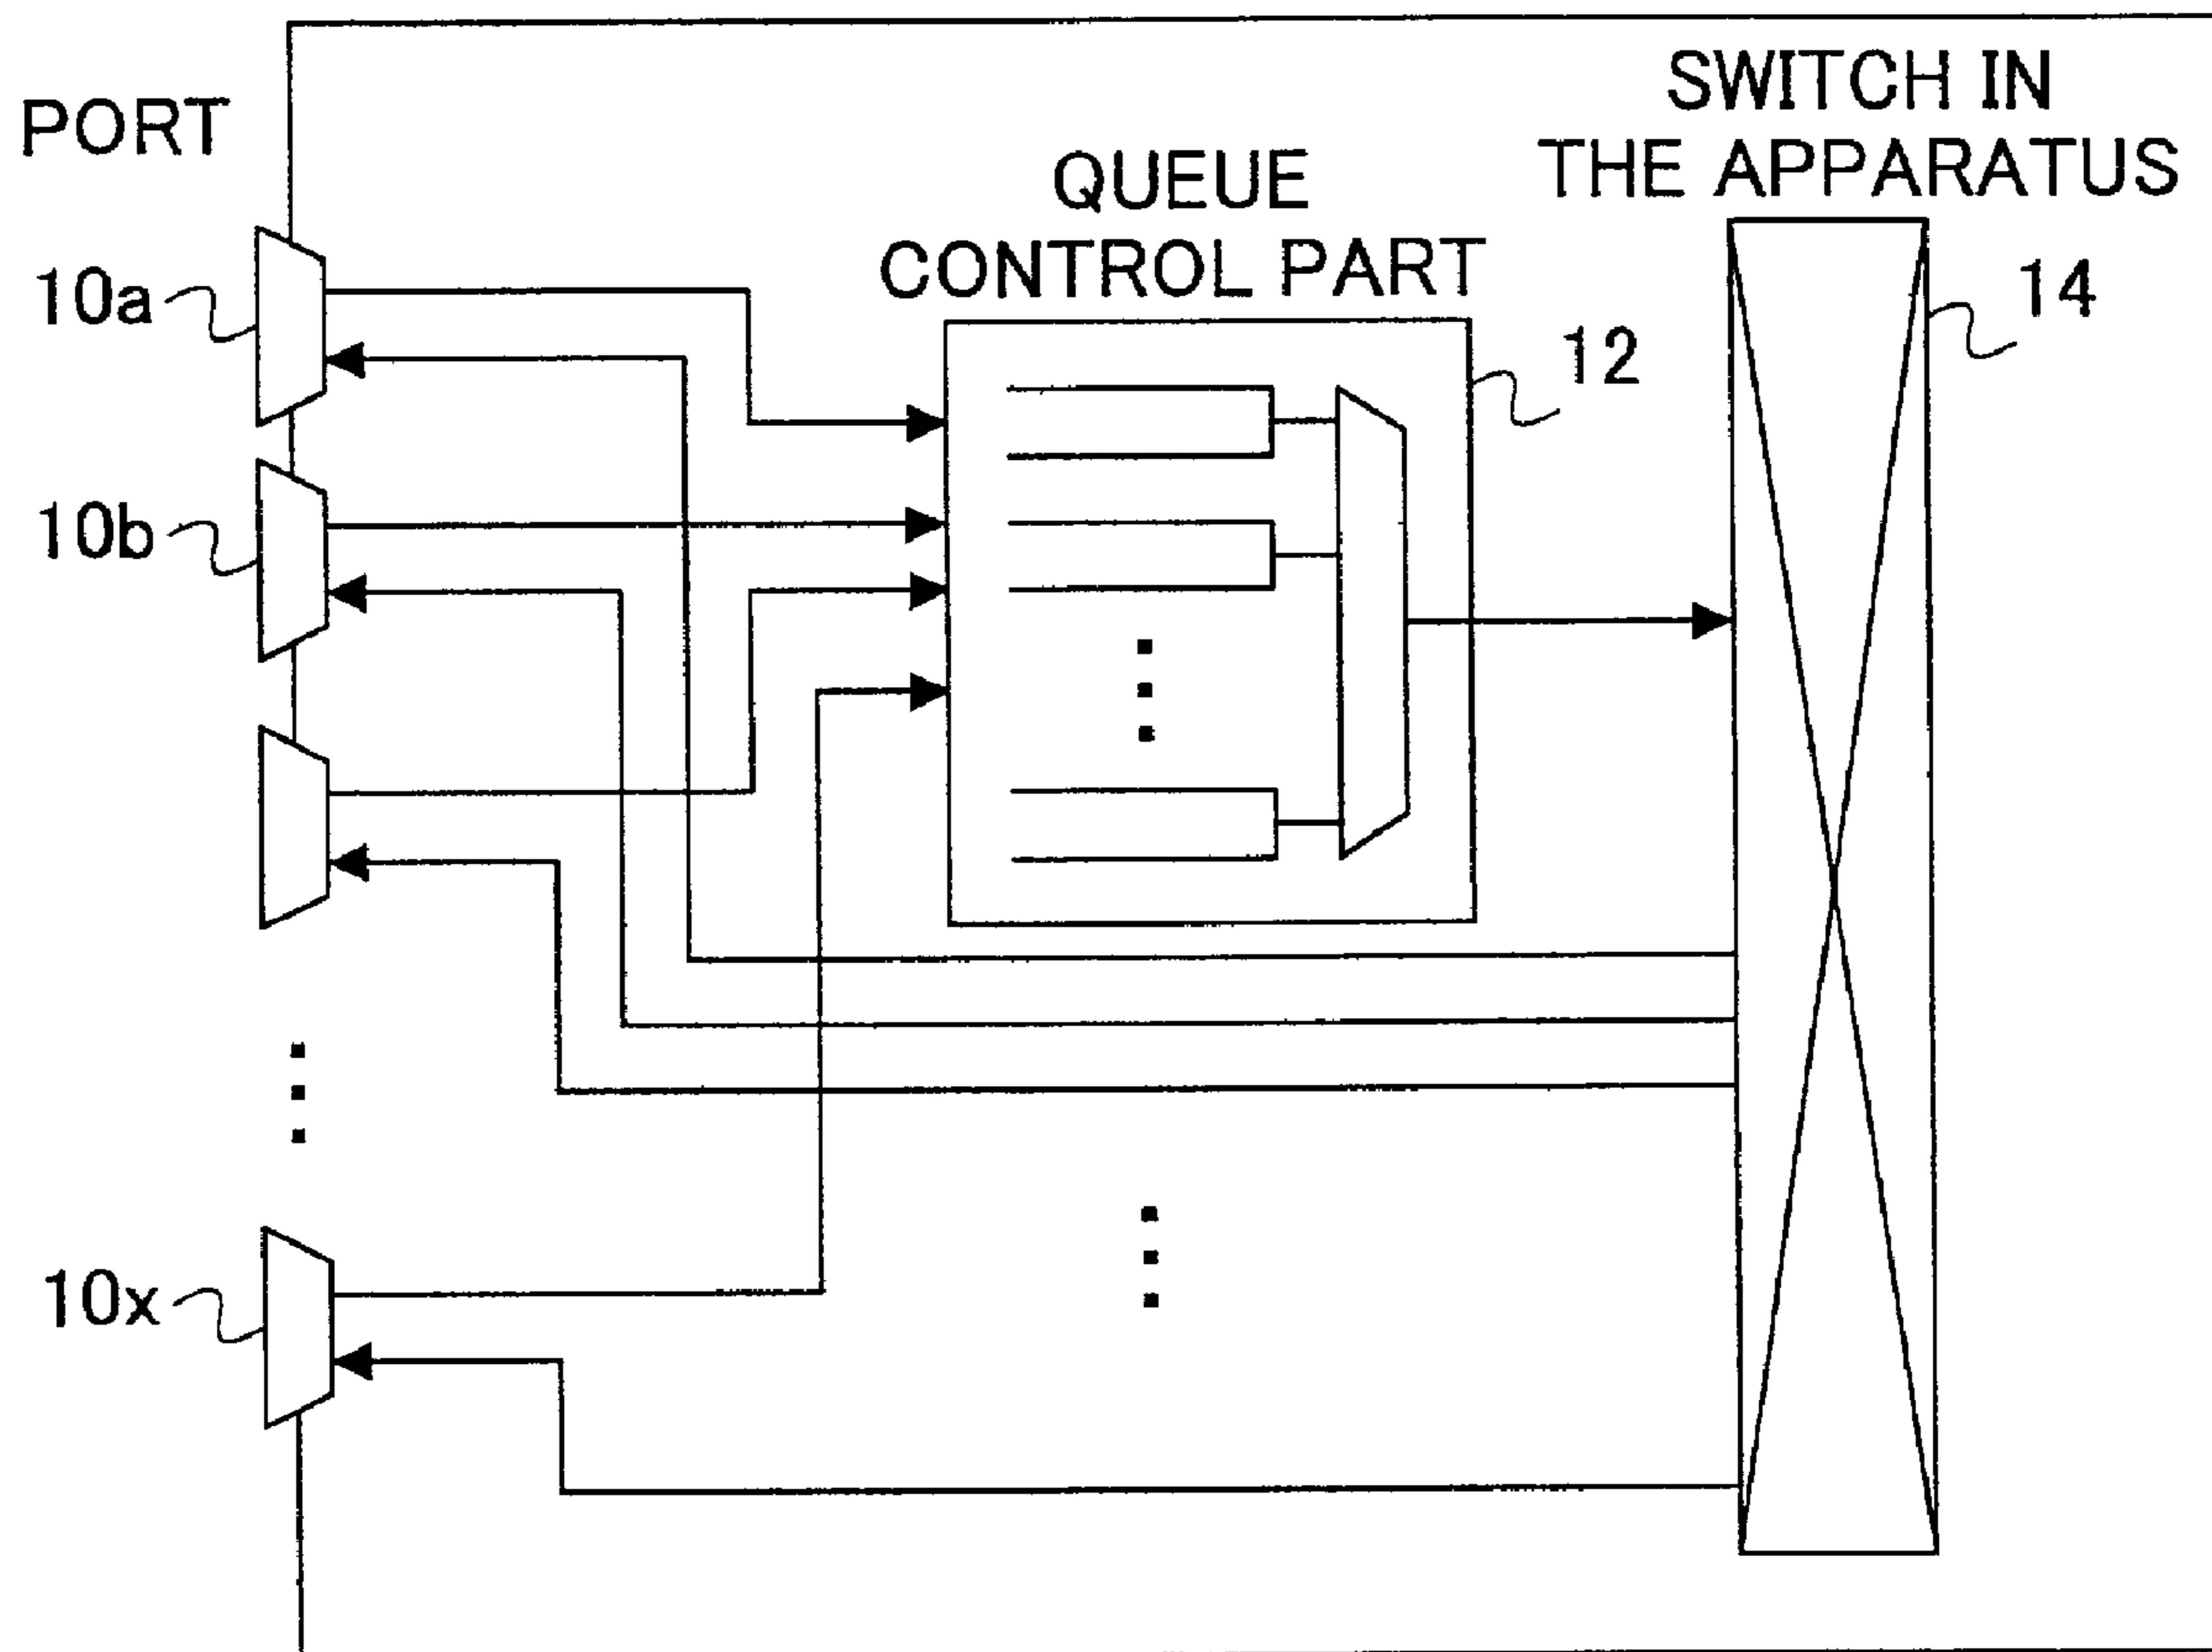 PORT
SWITCH IN
THE APPARATUS
QUEUE
CONTROL PART
10a
14
12
10b
10x